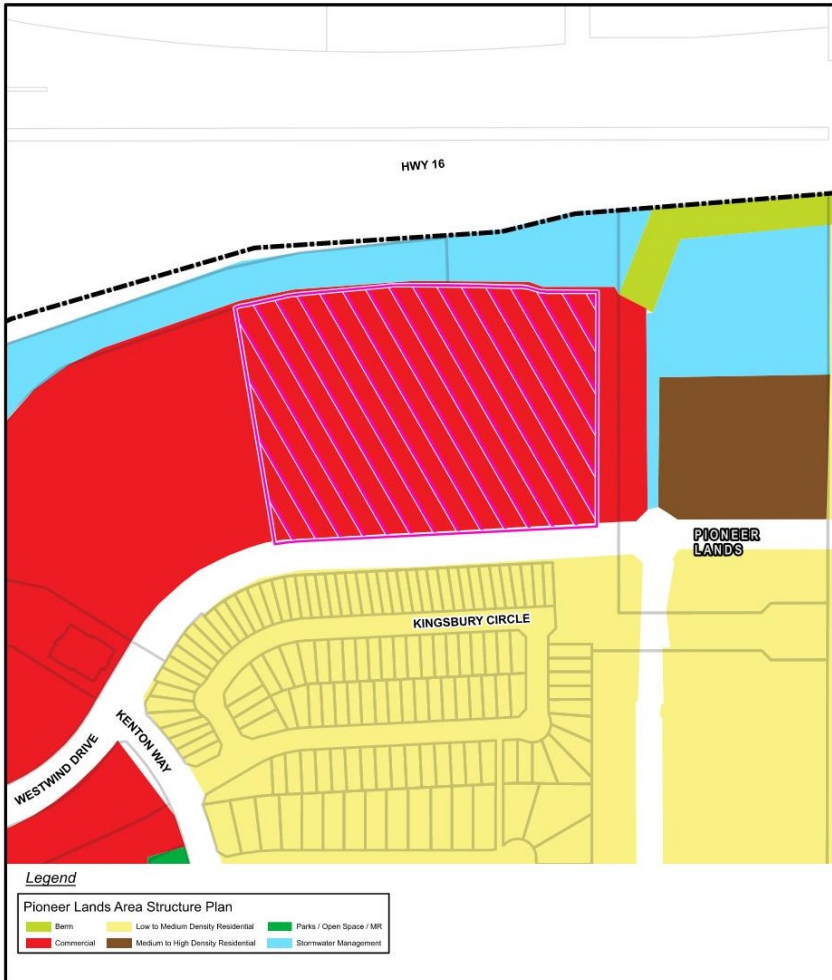 HWY 16
PIONEER
LANDS
KINGSBURY CIRCLE
KENTON WAY
WESTWIND DRIVE
Legend
Pioneer Lands Area Structure Plan
Berm
Low to Medium Density Residential
Parks / Open Space / MR
Commercial
Medium to High Density Residential
Stormwater Management